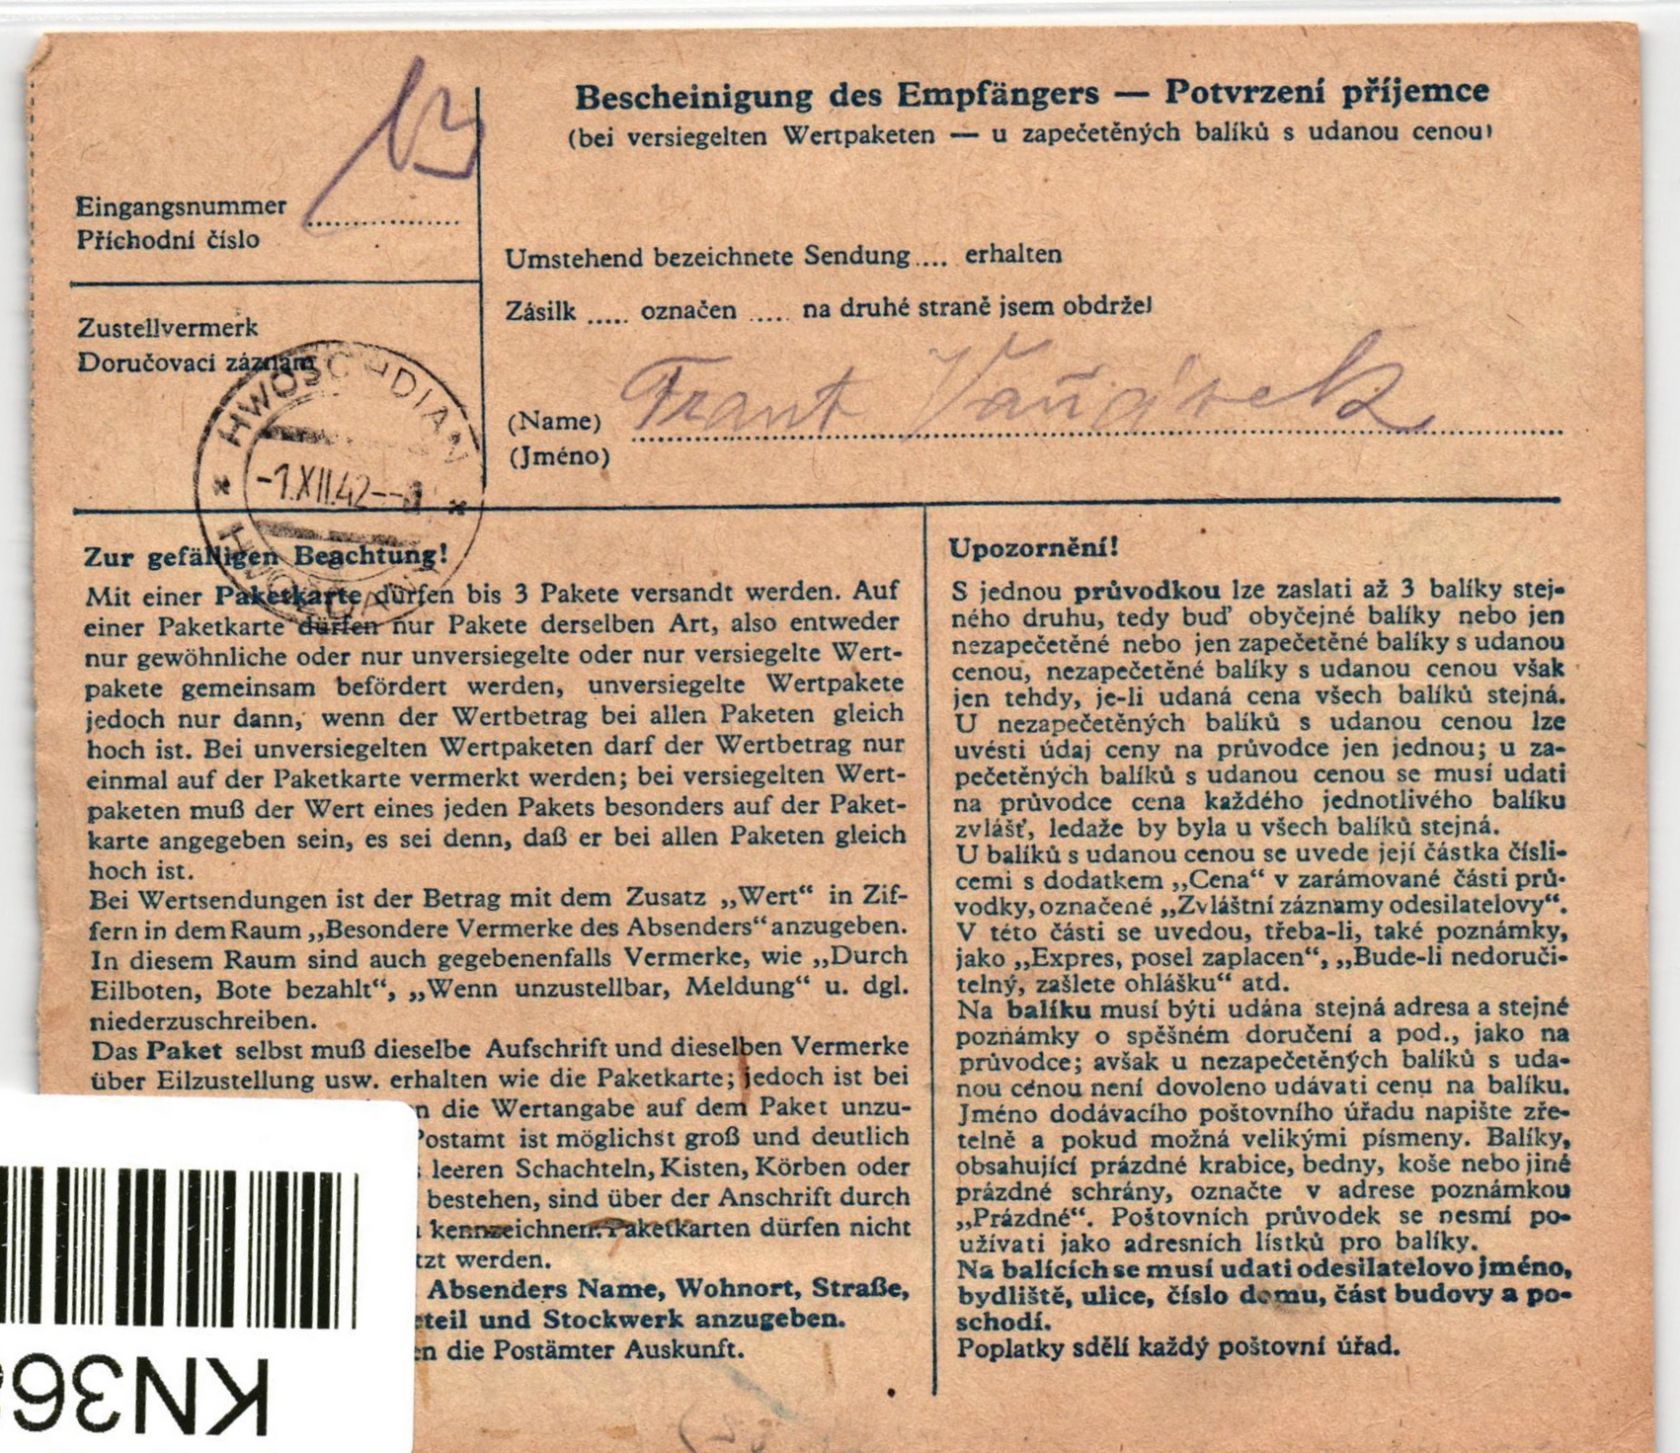 Bescheinigung des Empfängers — Potvrzení příjemce
(bei versiegelten Wertpaketen — u zapečetěných balíků s udanou cenou)
13
Eingangsnummer ....................
Příchodní číslo
Umstehend bezeichnete Sendung .... erhalten
Zásilk ..... označen ..... na druhé straně jsem obdržel
Zustellvermerk
Doručovací záznam
HWOSCHDIAN
-1.XII.42--
(Name) Frant
(Jméno)
Zur gefälligen Beachtung!
Mit einer Paketkarte dürfen bis 3 Pakete versandt werden. Auf
einer Paketkarte dürfen nur Pakete derselben Art, also entweder
nur gewöhnliche oder nur unversiegelte oder nur versiegelte Wert-
pakete gemeinsam befördert werden, unversiegelte Wertpakete
jedoch nur dann, wenn der Wertbetrag bei allen Paketen gleich
hoch ist. Bei unversiegelten Wertpaketen darf der Wertbetrag nur
einmal auf der Paketkarte vermerkt werden; bei versiegelten Wert-
paketen muß der Wert eines jeden Pakets besonders auf der Paket-
karte angegeben sein, es sei denn, daß er bei allen Paketen gleich
hoch ist.
Bei Wertsendungen ist der Betrag mit dem Zusatz „Wert“ in Zif-
fern in dem Raum „Besondere Vermerke des Absenders“ anzugeben.
In diesem Raum sind auch gegebenenfalls Vermerke, wie „Durch
Eilboten, Bote bezahlt“, „Wenn unzustellbar, Meldung“ u. dgl.
niederzuschreiben.
Das Paket selbst muß dieselbe Aufschrift und dieselben Vermerke
über Eilzustellung usw. erhalten wie die Paketkarte; jedoch ist bei
n die Wertangabe auf dem Paket unzu-
Postamt ist möglichst groß und deutlich
leeren Schachteln, Kisten, Körben oder
bestehen, sind über der Anschrift durch
kennzeichnen. Paketkarten dürfen nicht
tzt werden.
Absenders Name, Wohnort, Straße,
teil und Stockwerk anzugeben.
en die Postämter Auskunft.
Upozornění!
S jednou průvodkou lze zaslati až 3 balíky stej-
ného druhu, tedy buď obyčejné balíky nebo jen
nezapečetěné nebo jen zapečetěné balíky s udanou
cenou, nezapečetěné balíky s udanou cenou však
jen tehdy, je-li udaná cena všech balíků stejná.
U nezapečetěných balíků s udanou cenou lze
uvésti údaj ceny na průvodce jen jednou; u za-
pečetěných balíků s udanou cenou se musí udati
na průvodce cena každého jednotlivého balíku
zvlášť, ledaže by byla u všech balíků stejná.
U balíků s udanou cenou se uvede její částka čísli-
cemi s dodatkem „Cena“ v zarámované části prů-
vodky, označené „Zvláštní záznamy odesilatelovy“.
V této části se uvedou, třeba-li, také poznámky,
jako „Expres, posel zaplacen“, „Bude-li nedoruči-
telný, zašlete ohlášku“ atd.
Na balíku musí býti udána stejná adresa a stejné
poznámky o spěšném doručení a pod., jako na
průvodce; avšak u nezapečetěných balíků s uda-
nou cenou není dovoleno udávati cenu na balíku.
Jméno dodávacího poštovního úřadu napište zře-
telně a pokud možná velikými písmeny. Balíky,
obsahující prázdné krabice, bedny, koše nebo jiné
prázdné schrány, označte v adrese poznámkou
„Prázdné“. Poštovních průvodek se nesmí po-
užívati jako adresních lístků pro balíky.
Na balících se musí udati odesilatelovo jméno,
bydliště, ulice, číslo domu, část budovy a po-
schodí.
Poplatky sdělí každý poštovní úřad.
KN36